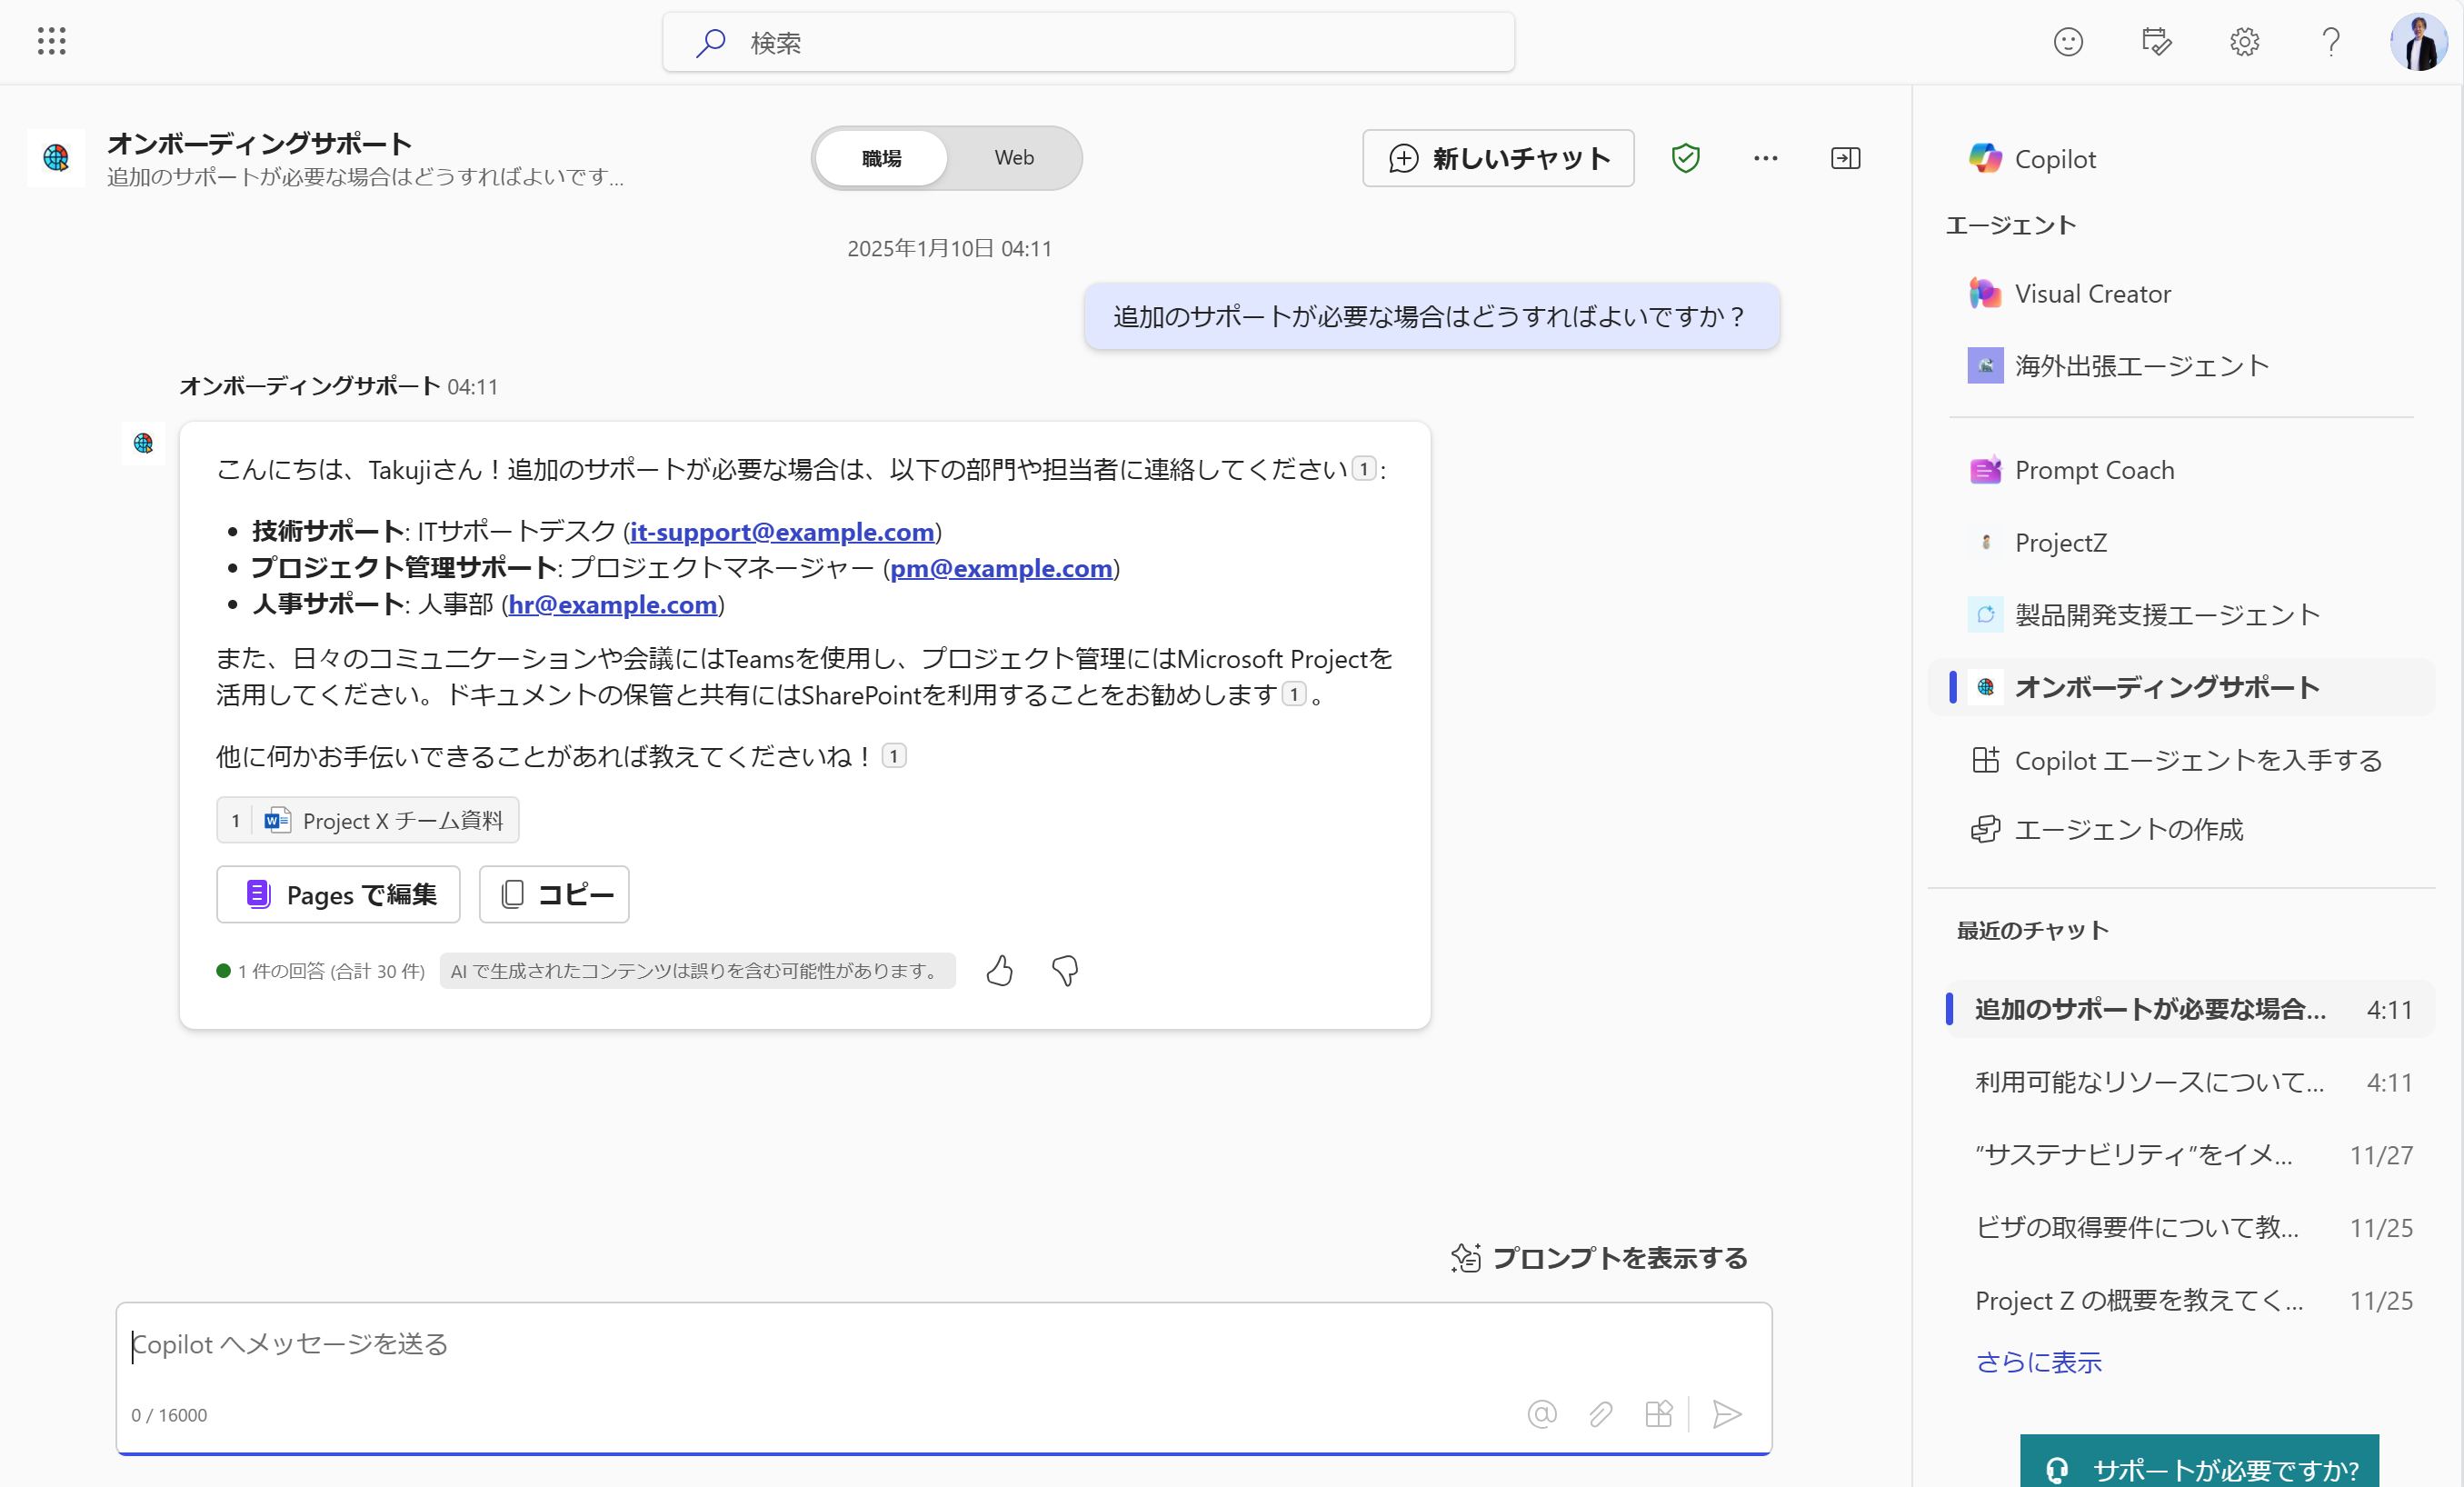 検索
オンボーディングサポート
追加のサポートが必要な場合はどうすればよいです...
職場
Web
新しいチャット
2025年1月10日 04:11
追加のサポートが必要な場合はどうすればよいですか？
オンボーディングサポート 04:11
こんにちは、Takujiさん！追加のサポートが必要な場合は、以下の部門や担当者に連絡してください 1 :
• 技術サポート: ITサポートデスク (it-support@example.com)
• プロジェクト管理サポート: プロジェクトマネージャー (pm@example.com)
• 人事サポート: 人事部 (hr@example.com)
また、日々のコミュニケーションや会議にはTeamsを使用し、プロジェクト管理にはMicrosoft Projectを
活用してください。ドキュメントの保管と共有にはSharePointを利用することをお勧めします 1 。
他に何かお手伝いできることがあれば教えてくださいね！ 1
1 Project X チーム資料
Pages で編集
コピー
1 件の回答 (合計 30 件)
AI で生成されたコンテンツは誤りを含む可能性があります。
プロンプトを表示する
Copilot へメッセージを送る
0 / 16000
Copilot
エージェント
Visual Creator
海外出張エージェント
Prompt Coach
ProjectZ
製品開発支援エージェント
オンボーディングサポート
Copilot エージェントを入手する
エージェントの作成
最近のチャット
追加のサポートが必要な場合... 4:11
利用可能なリソースについて... 4:11
”サステナビリティ”をイメ... 11/27
ビザの取得要件について教... 11/25
Project Z の概要を教えてく... 11/25
さらに表示
サポートが必要ですか?